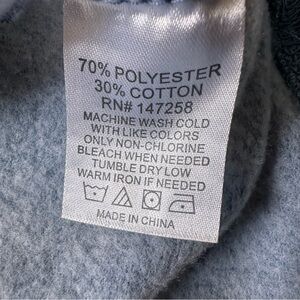 70% POLYESTER
30% COTTON
RN# 147258
MACHINE WASH COLD
WITH LIKE COLORS
ONLY NON-CHLORINE
BLEACH WHEN NEEDED
TUMBLE DRY LOW
WARM IRON IF NEEDED
MADE IN CHINA